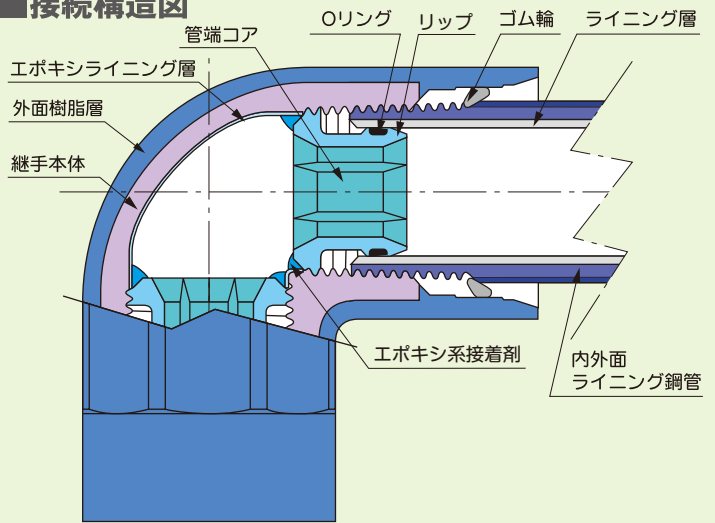 ■接続構造図
管端コア
Oリング
リップ
ゴム輪
ライニング層
エポキシライニング層
外面樹脂層
継手本体
エポキシ系接着剤
内外面
ライニング鋼管